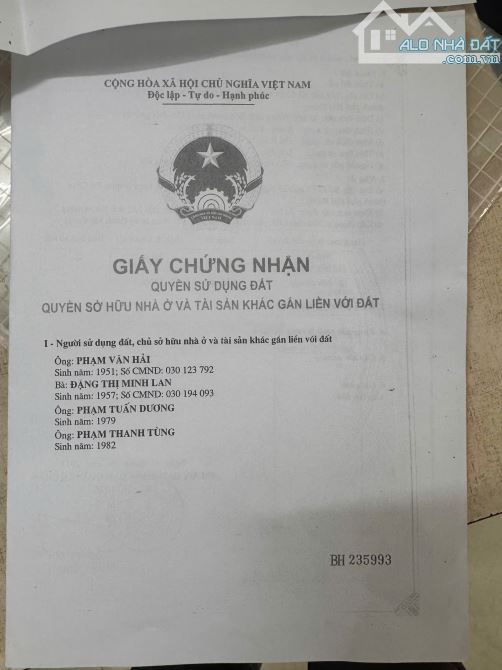 ALO NHÀ ĐẤT
.com.vn
CỘNG HÒA XÃ HỘI CHỦ NGHĨA VIỆT NAM
Độc lập - Tự do - Hạnh phúc
VIỆT NAM
GIẤY CHỨNG NHẬN
QUYỀN SỬ DỤNG ĐẤT
QUYỀN SỞ HỮU NHÀ Ở VÀ TÀI SẢN KHÁC GẮN LIỀN VỚI ĐẤT
I - Người sử dụng đất, chủ sở hữu nhà ở và tài sản khác gắn liền với đất
Ông: PHẠM VĂN HẢI
Sinh năm: 1951; Số CMND: 030 123 792
Bà: ĐẶNG THỊ MINH LAN
Sinh năm: 1957; Số CMND: 030 194 093
Ông: PHẠM TUẤN DƯƠNG
Sinh năm: 1979
Ông: PHẠM THANH TÙNG
Sinh năm: 1982
BH 235993